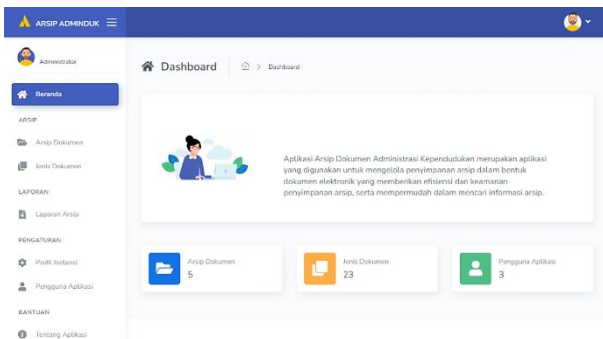 ARSIP ADMINDUK
Administrator
Dashboard
Dashboard
Beranda
ARSIP
Arsip Dokumen
Jenis Dokumen
LAPORAN
Laporan Arsip
PENGATURAN
Profil Instansi
Pengguna Aplikasi
BANTUAN
Tentang Aplikasi
Aplikasi Arsip Dokumen Administrasi Kependudukan merupakan aplikasi
yang digunakan untuk mengelola penyimpanan arsip dalam bentuk
dokumen elektronik yang memberikan efisiensi dan keamanan
penyimpanan arsip, serta mempermudah dalam mencari informasi arsip.
Arsip Dokumen
5
Jenis Dokumen
23
Pengguna Aplikasi
3